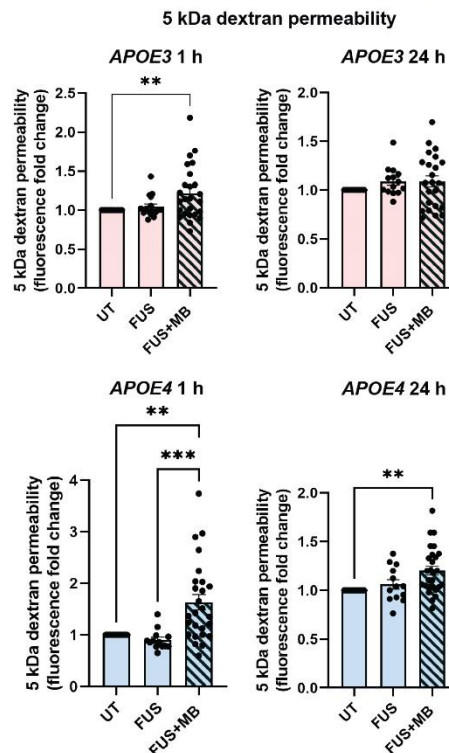 5 kDa dextran permeability
APOE3 1 h
5 kDa dextran permeability
(fluorescence fold change)
2.5
2.0
1.5
1.0
0.5
0.0
**
UT
FUS
FUS+MB
APOE3 24 h
5 kDa dextran permeability
(fluorescence fold change)
2.0
1.5
1.0
0.5
0.0
UT
FUS
FUS+MB
APOE4 1 h
5 kDa dextran permeability
(fluorescence fold change)
4
3
2
1
0
**
***
UT
FUS
FUS+MB
APOE4 24 h
5 kDa dextran permeability
(fluorescence fold change)
2.0
1.5
1.0
0.5
0.0
**
UT
FUS
FUS+MB